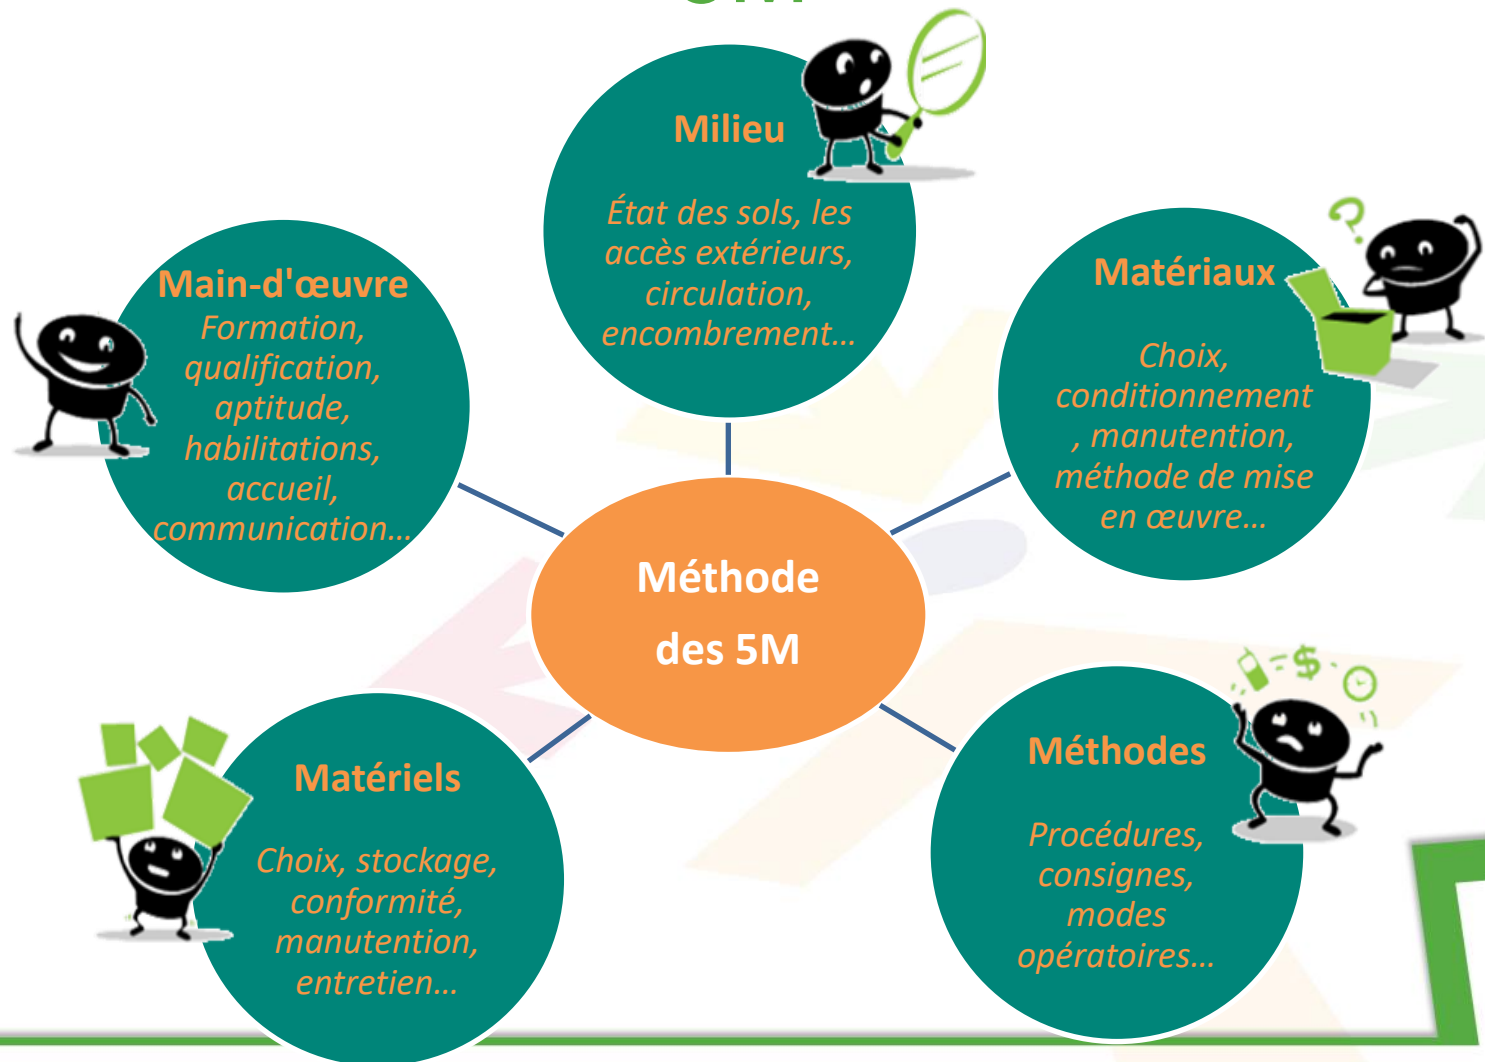 Milieu
État des sols, les
accès extérieurs,
circulation,
encombrement…
Main-d'œuvre
Formation,
qualification,
aptitude,
habilitations,
accueil,
communication…
Matériaux
Choix,
conditionnement
, manutention,
méthode de mise
en œuvre…
Méthode
des 5M
Matériels
Choix, stockage,
conformité,
manutention,
entretien…
Méthodes
Procédures,
consignes,
modes
opératoires…